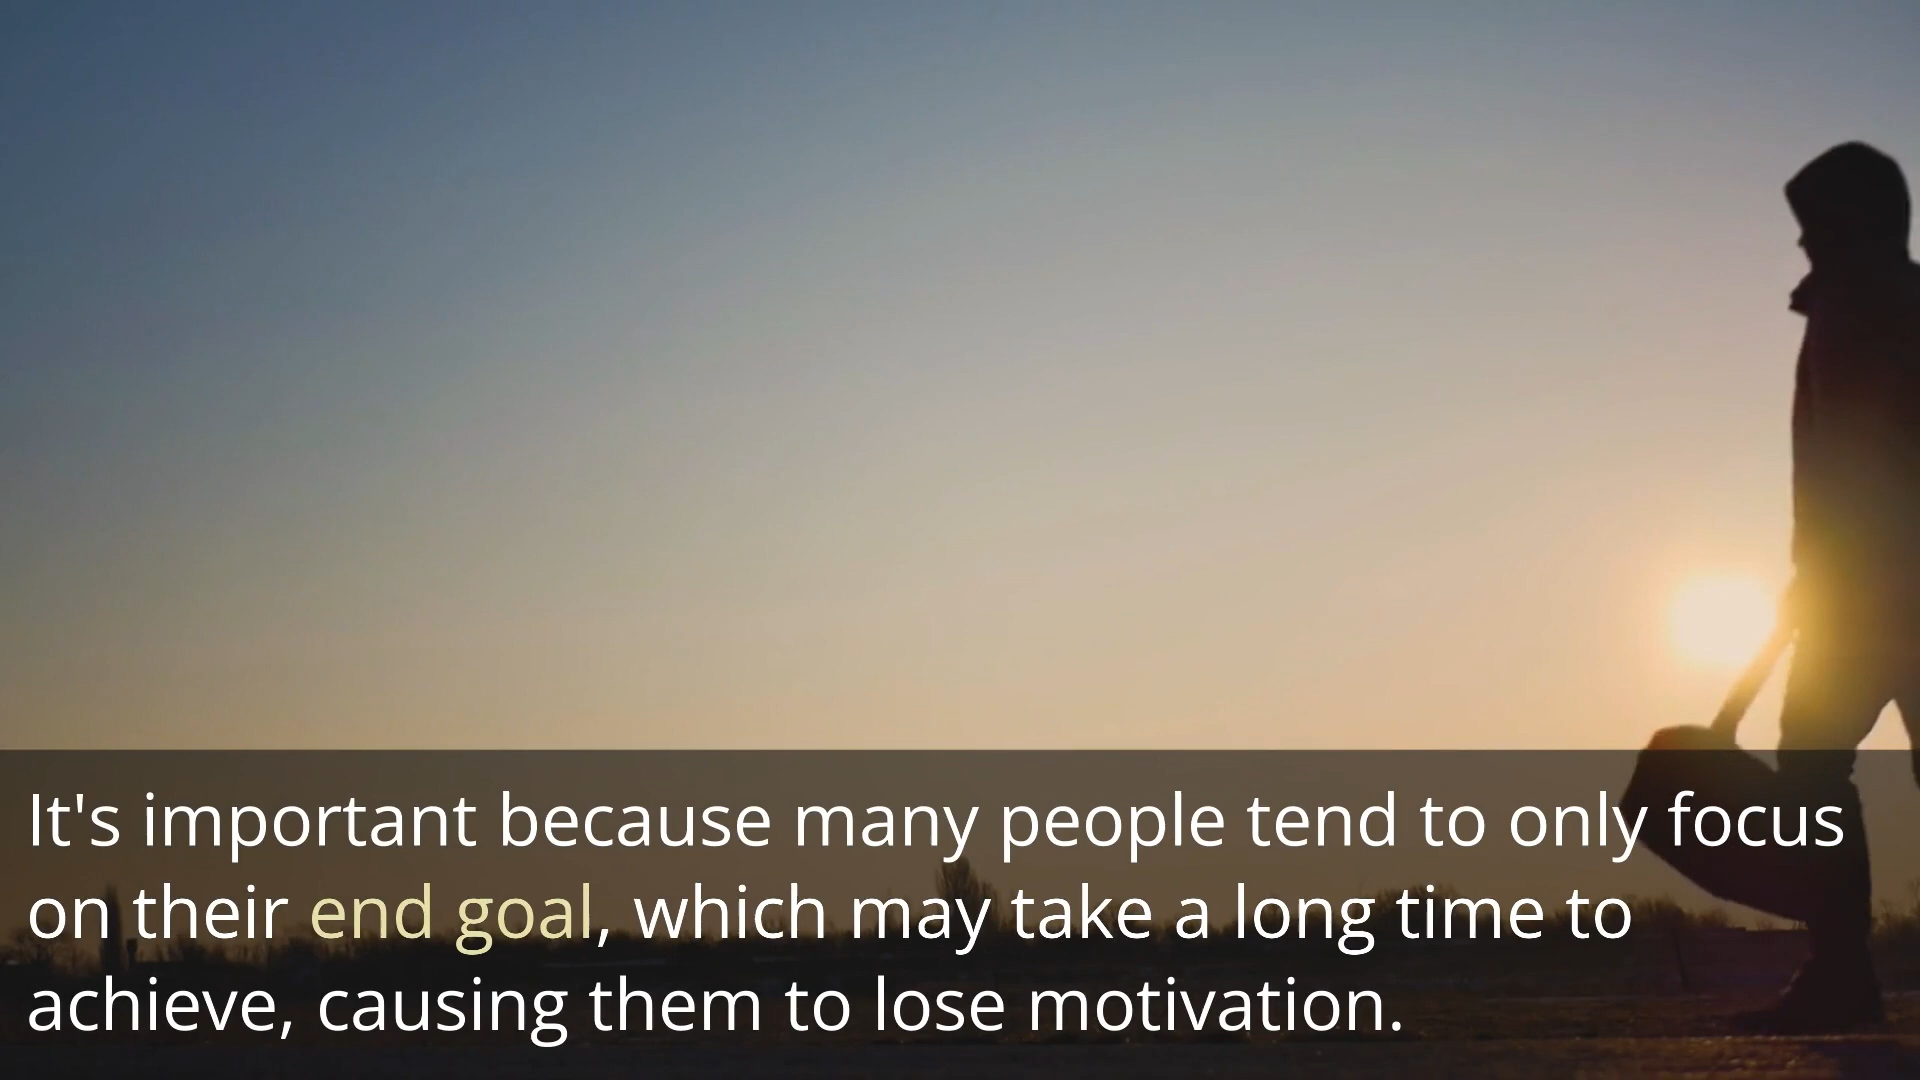 It's important because many people tend to only focus
on their end goal, which may take a long time to
achieve, causing them to lose motivation.